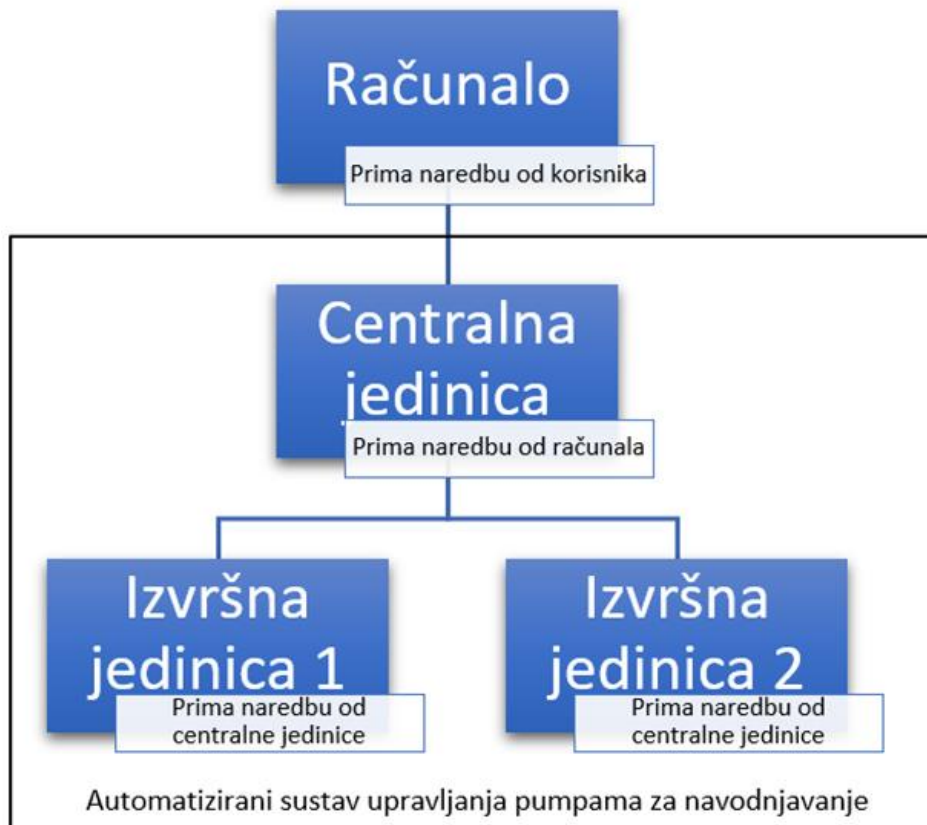 Računalo
Prima naredbu od korisnika
Centralna
jedinica
Prima naredbu od računala
Izvršna
jedinica 1
Prima naredbu od
centralne jedinice
Izvršna
jedinica 2
Prima naredbu od
centralne jedinice
Automatizirani sustav upravljanja pumpama za navodnjavanje